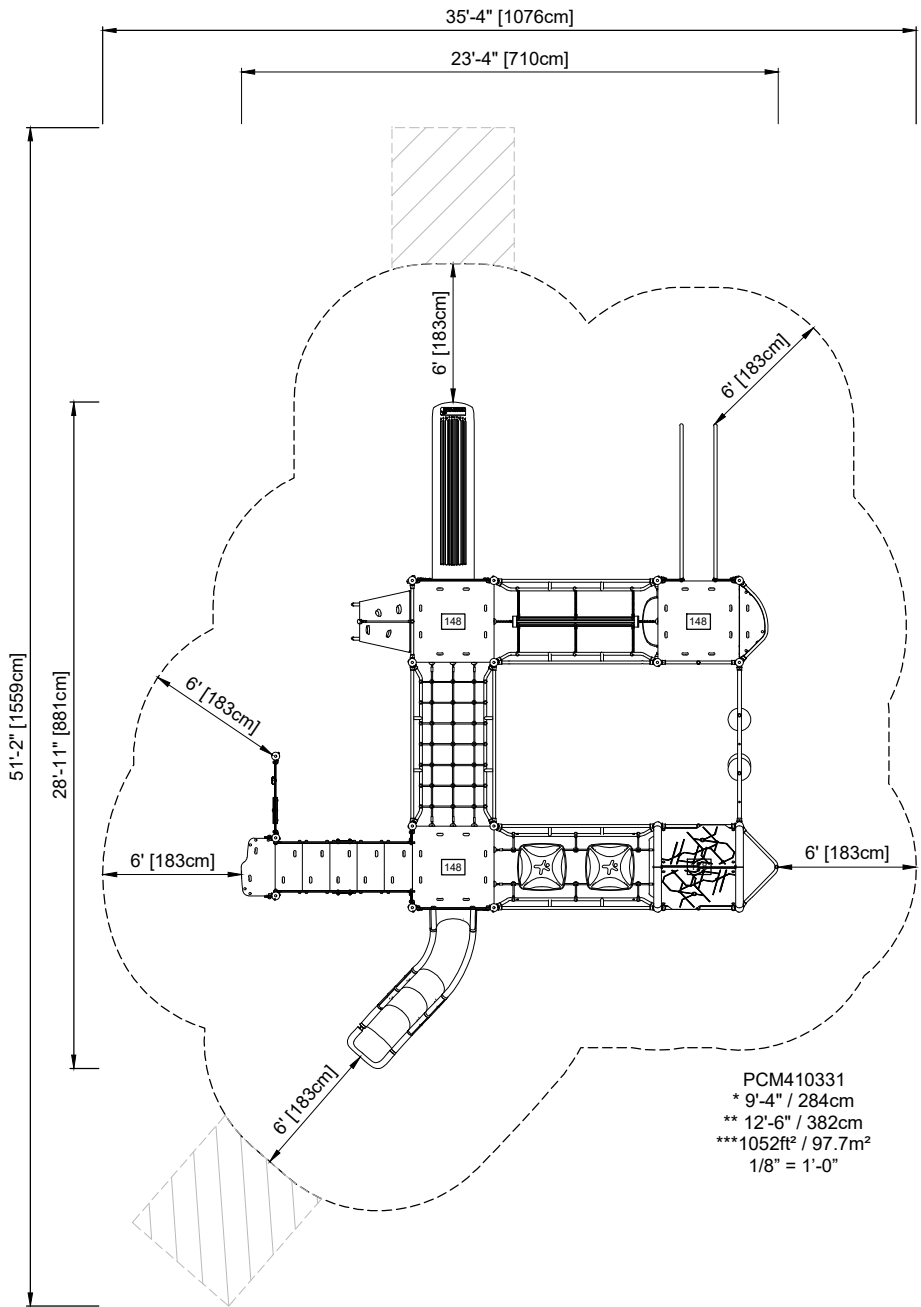 35'-4" [1076cm]
23'-4" [710cm]
51'-2" [1559cm]
28'-11" [881cm]
6' [183cm]
6' [183cm]
148
148
6' [183cm]
6' [183cm]
148
6' [183cm]
6' [183cm]
PCM410331
* 9'-4" / 284cm
** 12'-6" / 382cm
***1052ft² / 97.7m²
1/8” = 1'-0”